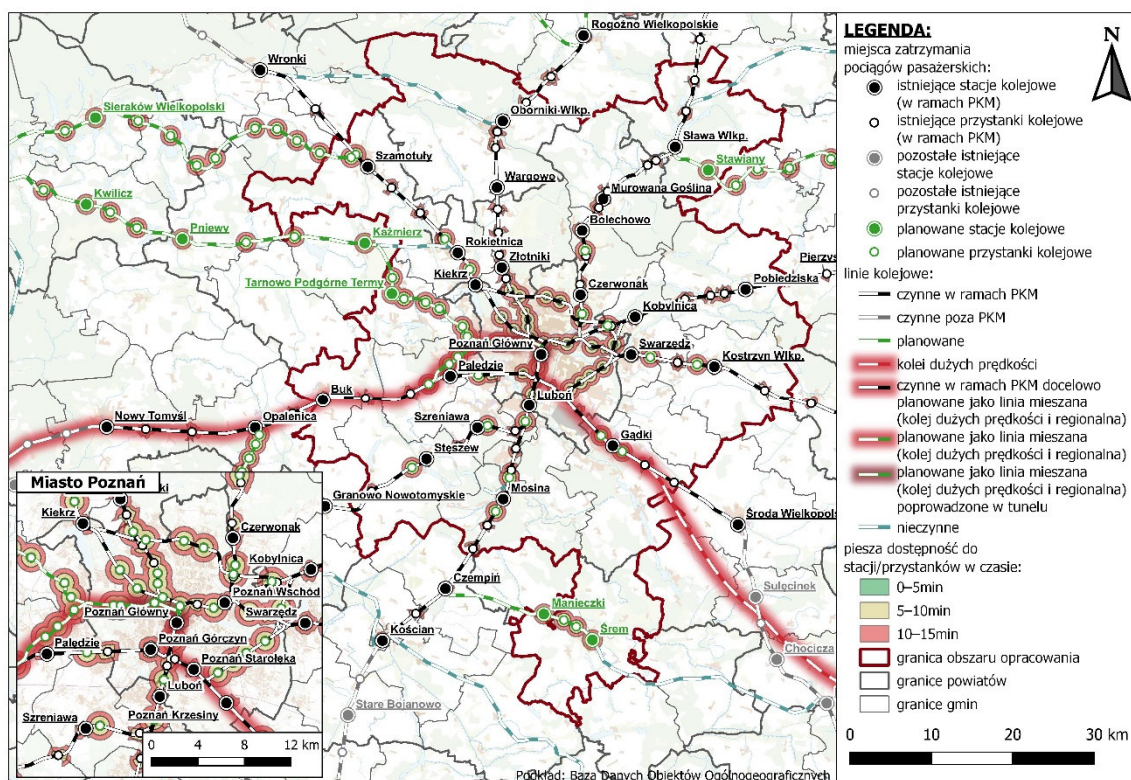 Rogoźno Wielkopolskie
Wronki
Sieraków Wielkopolski
Oborniki Wlkp.
Sława Wlkp.
Szamotuły
Stawiany
Kwilicz
Wargowo
Murowana Goślina
Bolechowo
Pniewy
Kaźmierz
Rokietnica
Złotniki
Pobiedziska
Pierzys
Kiekrz
Tarnowo Podgórne Termy
Czerwonak
Kobylnica
Poznań Główny
Swarzędz
Kostrzyn Wlkp.
Palędzie
Buk
Luboń
Nowy Tomyśl
Opalenica
Szreniawa
Gądki
Stęszew
Mosina
Granowo Nowotomyskie
Środa Wielkopols
Czempiń
Sulęcinek
Manieczki
Śrem
Kościan
Chocicza
Stare Bojanowo
Miasto Poznań
ki
Kiekrz
Czerwonak
Kobylnica
Poznań Wschód
Poznań Główny
Swarzędz
Palędzie
Poznań Górczyn
Poznań Starołęka
Luboń
Szreniawa
Poznań Krzesiny
0 4 8 12 km
Podkład: Baza Danych Obiektów Ogólnogeograficznych
LEGENDA:
N
miejsca zatrzymania
pociągów pasażerskich:
istniejące stacje kolejowe
(w ramach PKM)
istniejące przystanki kolejowe
(w ramach PKM)
pozostałe istniejące
stacje kolejowe
pozostałe istniejące
przystanki kolejowe
planowane stacje kolejowe
planowane przystanki kolejowe
linie kolejowe:
czynne w ramach PKM
czynne poza PKM
planowane
kolei dużych prędkości
czynne w ramach PKM docelowo
planowane jako linia mieszana
(kolej dużych prędkości i regionalna)
planowane jako linia mieszana
(kolej dużych prędkości i regionalna)
planowane jako linia mieszana
(kolej dużych prędkości i regionalna)
poprowadzone w tunelu
nieczynne
piesza dostępność do
stacji/przystanków w czasie:
0–5min
5–10min
10–15min
granica obszaru opracowania
granice powiatów
granice gmin
0 10 20 30 km